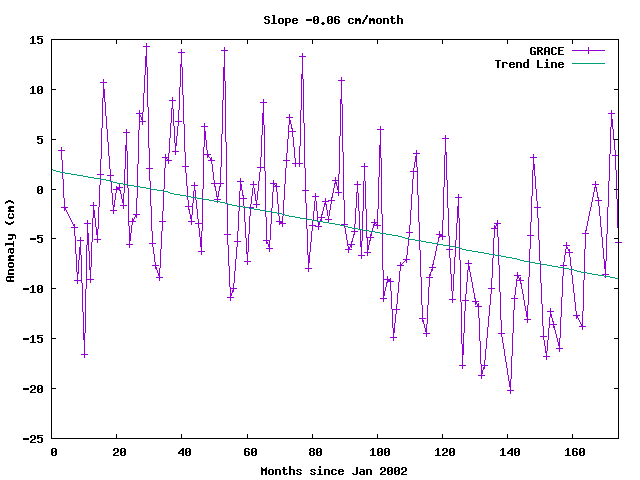 Slope -0.06 cm/month
15
10
5
0
-5
-10
-15
-20
-25
Anomaly (cm)
GRACE
Trend Line
0 20 40 60 80 100 120 140 160
Months since Jan 2002